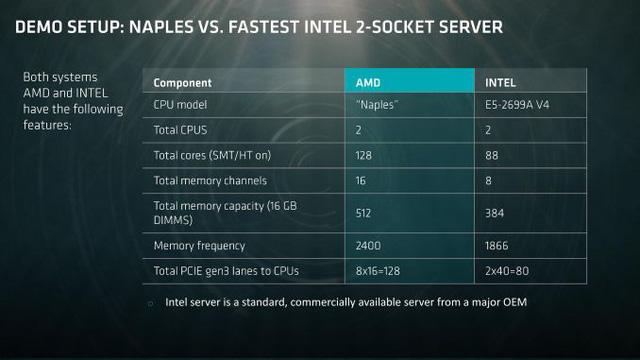 DEMO SETUP: NAPLES VS. FASTEST INTEL 2-SOCKET SERVER
Both systems
AMD and INTEL
have the following
features:
Component AMD INTEL
CPU model "Naples" E5-2699A V4
Total CPUS 2 2
Total cores (SMT/HT on) 128 88
Total memory channels 16 8
Total memory capacity (16 GB
DIMMS) 512 384
Memory frequency 2400 1866
Total PCIE gen3 lanes to CPUs 8x16=128 2x40=80
Intel server is a standard, commercially available server from a major OEM